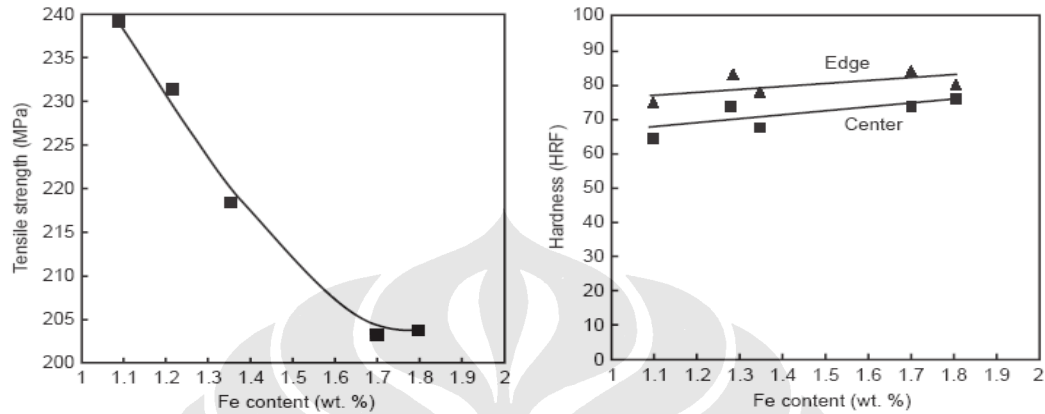 240
235
230
225
220
215
210
205
200
Tensile strength (MPa)
1 1.1 1.2 1.3 1.4 1.5 1.6 1.7 1.8 1.9 2
Fe content (wt. %)
100
90
80
70
60
50
40
30
20
10
0
Hardness (HRF)
Edge
Center
1 1.1 1.2 1.3 1.4 1.5 1.6 1.7 1.8 1.9 2
Fe content (wt. %)